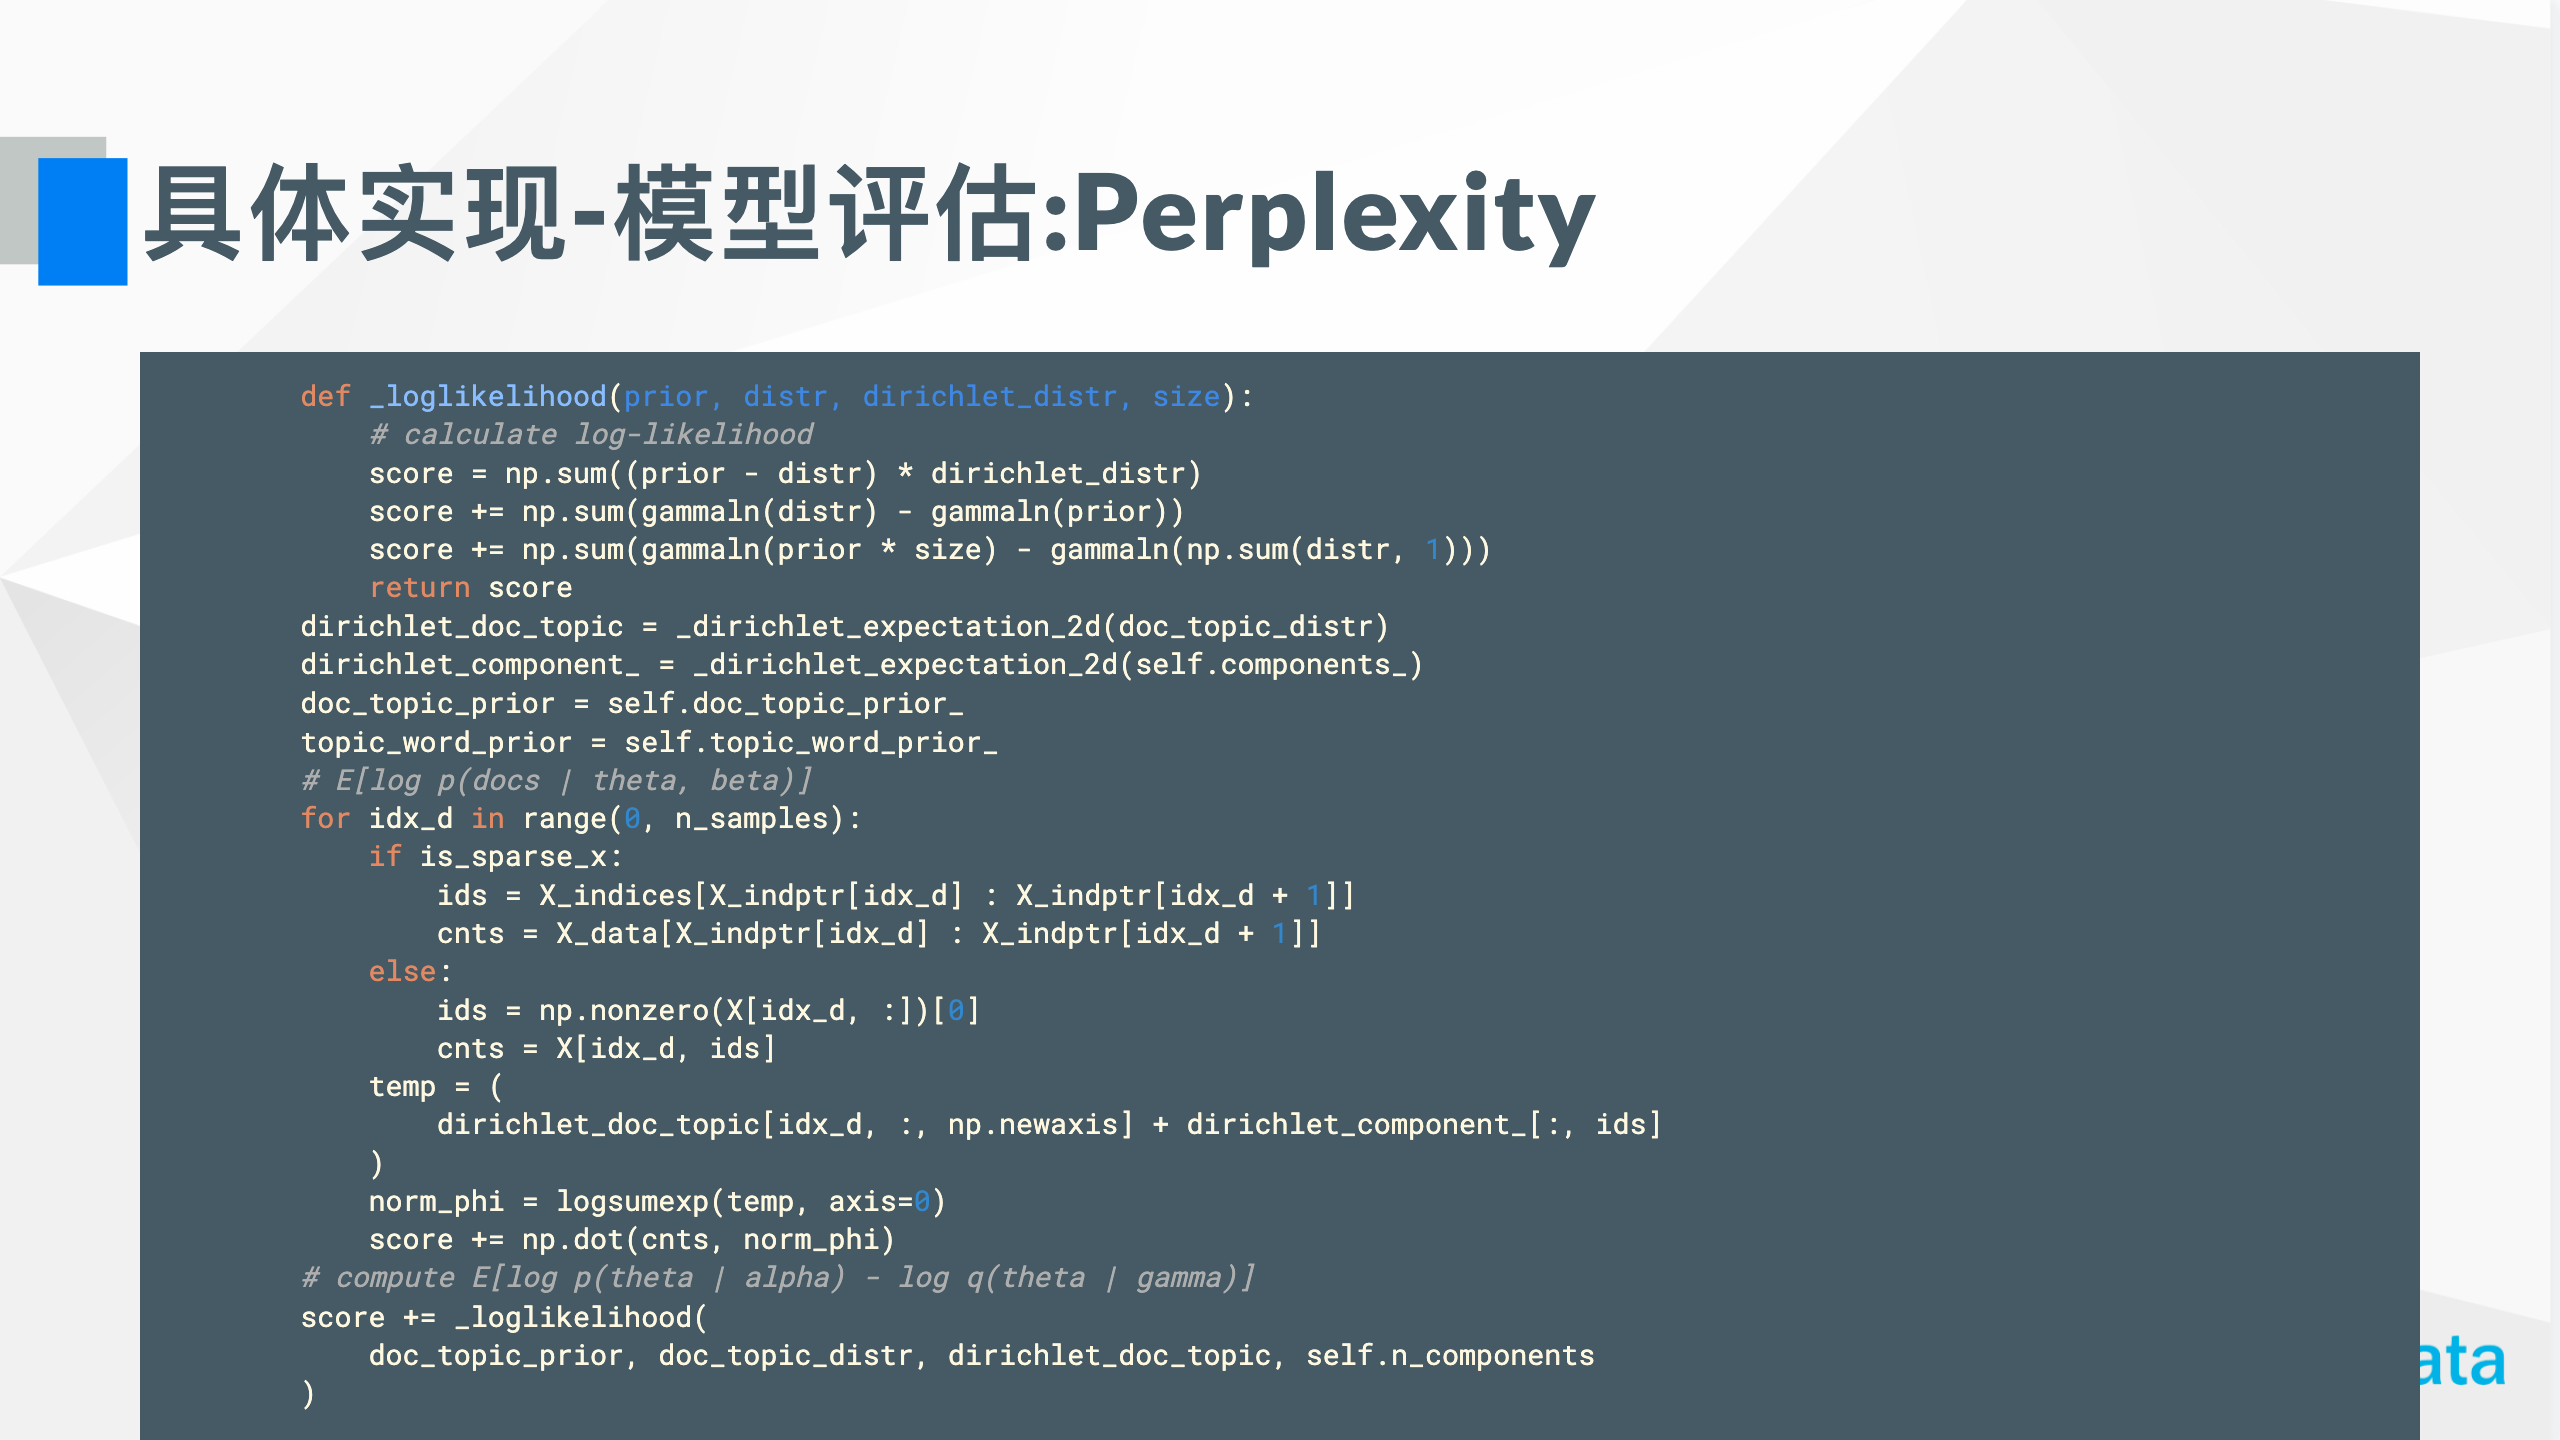 具体实现-模型评估:Perplexity
def _loglikelihood(prior, distr, dirichlet_distr, size):
    # calculate log-likelihood
    score = np.sum((prior - distr) * dirichlet_distr)
    score += np.sum(gammaln(distr) - gammaln(prior))
    score += np.sum(gammaln(prior * size) - gammaln(np.sum(distr, 1)))
    return score
dirichlet_doc_topic = _dirichlet_expectation_2d(doc_topic_distr)
dirichlet_component_ = _dirichlet_expectation_2d(self.components_)
doc_topic_prior = self.doc_topic_prior_
topic_word_prior = self.topic_word_prior_
# E[log p(docs | theta, beta)]
for idx_d in range(0, n_samples):
    if is_sparse_x:
        ids = X_indices[X_indptr[idx_d] : X_indptr[idx_d + 1]]
        cnts = X_data[X_indptr[idx_d] : X_indptr[idx_d + 1]]
    else:
        ids = np.nonzero(X[idx_d, :])[0]
        cnts = X[idx_d, ids]
    temp = (
        dirichlet_doc_topic[idx_d, :, np.newaxis] + dirichlet_component_[:, ids]
    )
    norm_phi = logsumexp(temp, axis=0)
    score += np.dot(cnts, norm_phi)
# compute E[log p(theta | alpha) - log q(theta | gamma)]
score += _loglikelihood(
    doc_topic_prior, doc_topic_distr, dirichlet_doc_topic, self.n_components
)